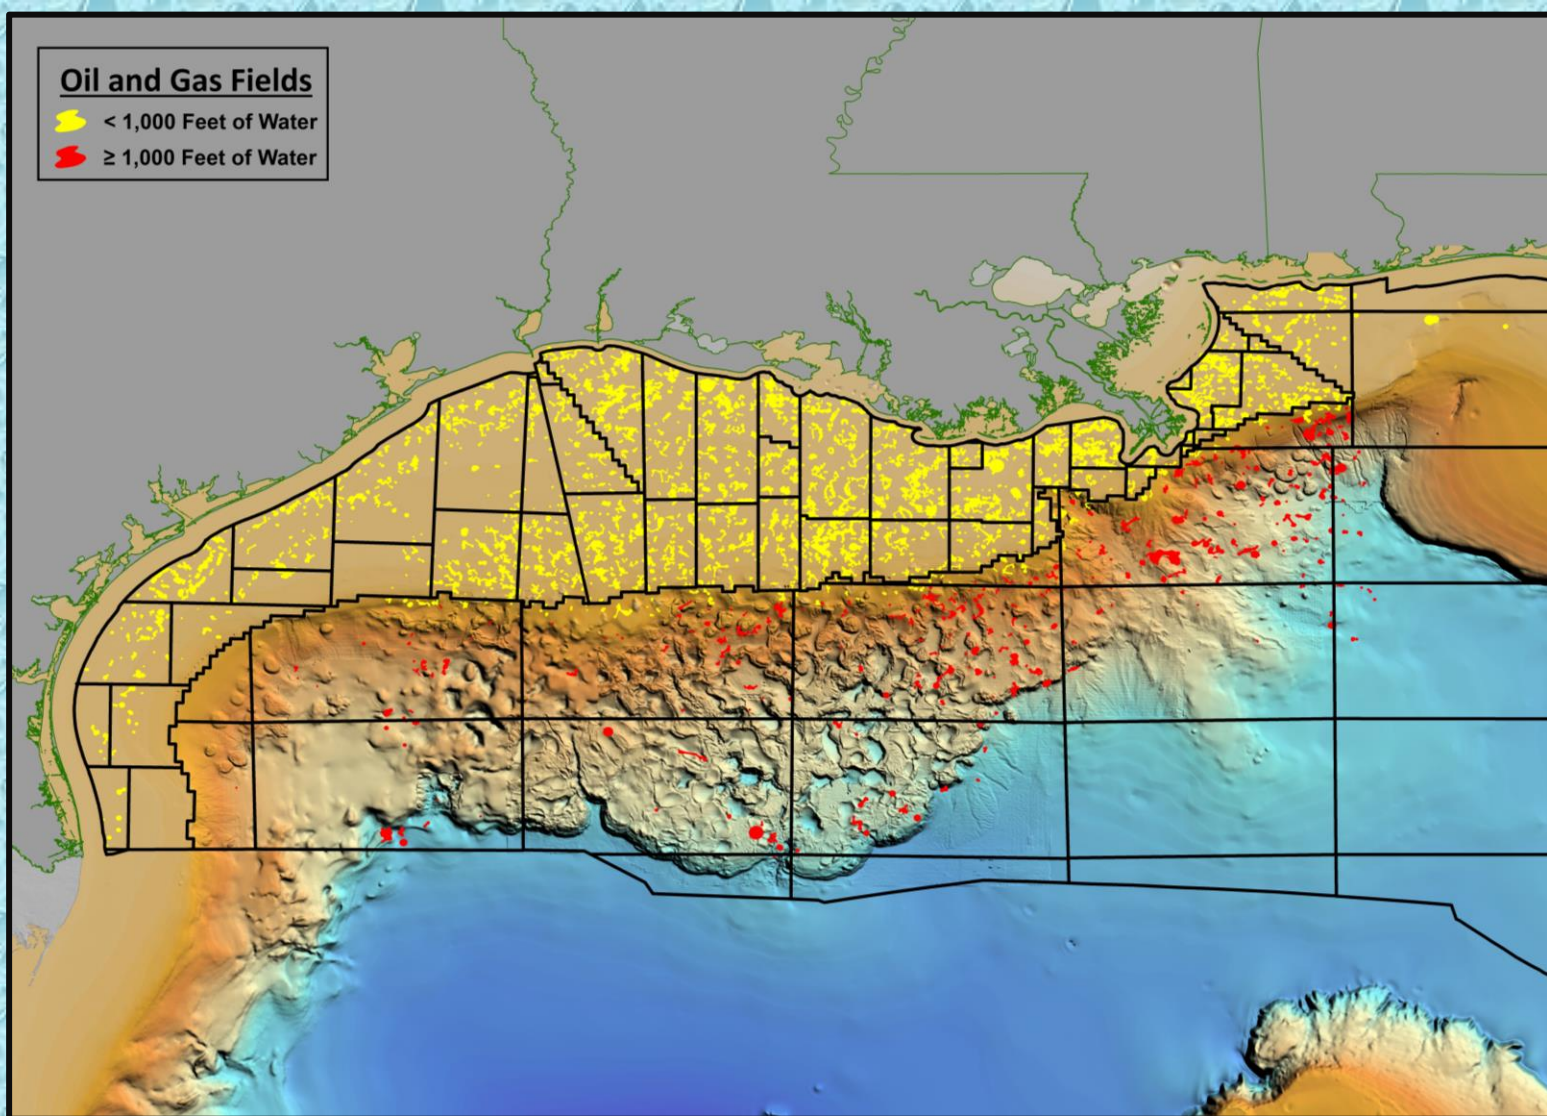 Oil and Gas Fields
< 1,000 Feet of Water
≥ 1,000 Feet of Water